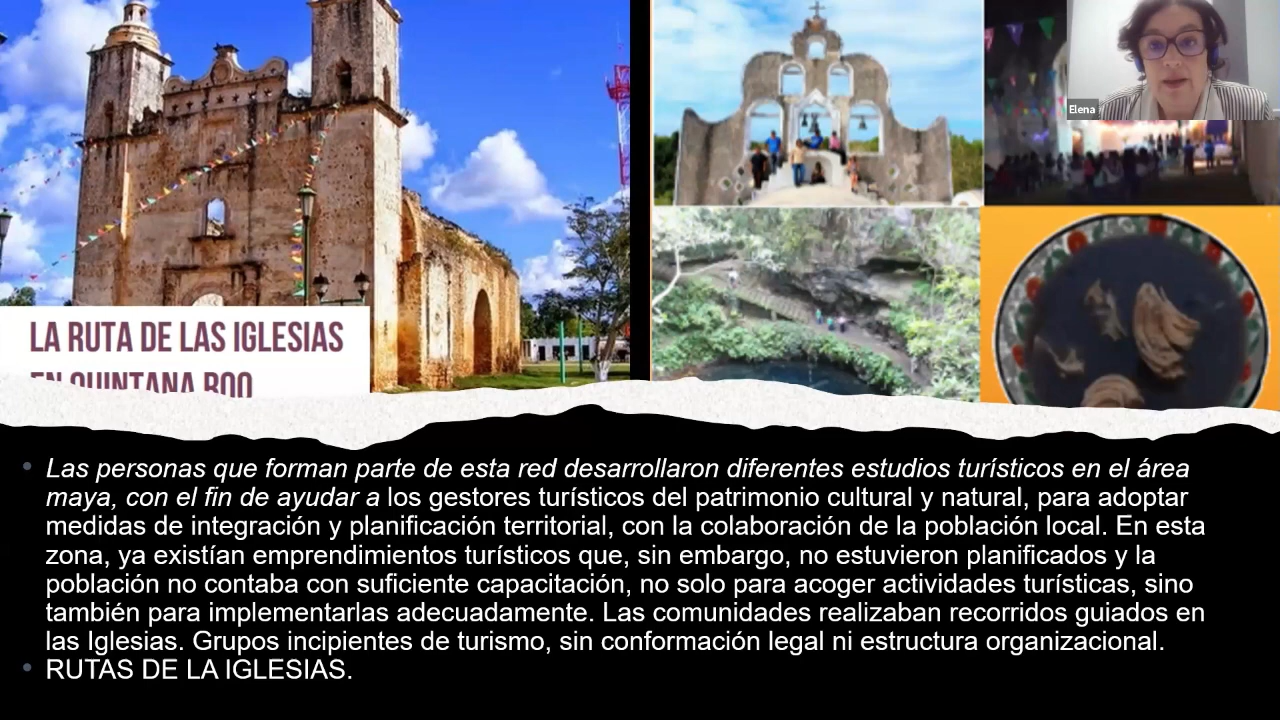 Elena
LA RUTA DE LAS IGLESIAS
EN QUINTANA ROO
Las personas que forman parte de esta red desarrollaron diferentes estudios turísticos en el área
maya, con el fin de ayudar a los gestores turísticos del patrimonio cultural y natural, para adoptar
medidas de integración y planificación territorial, con la colaboración de la población local. En esta
zona, ya existían emprendimientos turísticos que, sin embargo, no estuvieron planificados y la
población no contaba con suficiente capacitación, no solo para acoger actividades turísticas, sino
también para implementarlas adecuadamente. Las comunidades realizaban recorridos guiados en
las Iglesias. Grupos incipientes de turismo, sin conformación legal ni estructura organizacional.
RUTAS DE LA IGLESIAS.